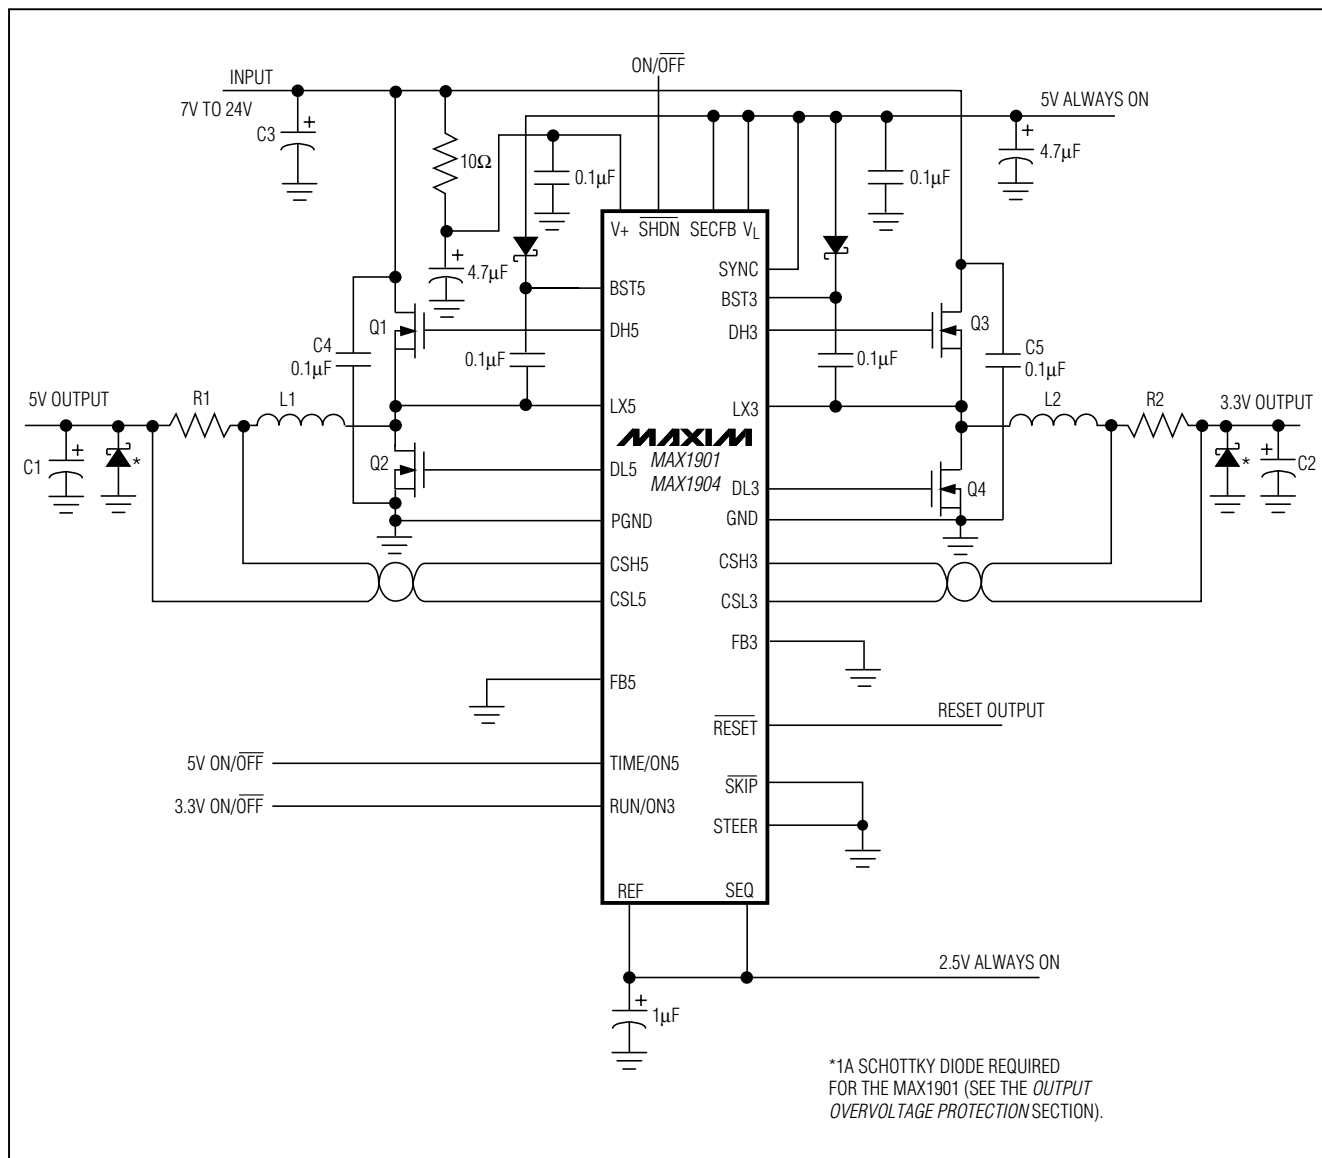 ON/OFF
INPUT
7V TO 24V
5V ALWAYS ON
C3
+
10Ω
0.1µF
0.1µF
+
4.7µF
V+
SHDN
SECFB
VL
+
4.7µF
SYNC
BST5
BST3
Q1
DH5
DH3
Q3
C4
0.1µF
0.1µF
0.1µF
C5
0.1µF
5V OUTPUT
R1
L1
LX5
LX3
L2
R2
3.3V OUTPUT
MAXIM
MAX1901
MAX1904
C1
+
*
Q2
DL5
DL3
Q4
*
+
C2
PGND
GND
CSH5
CSH3
CSL5
CSL3
FB3
FB5
RESET
RESET OUTPUT
5V ON/OFF
TIME/ON5
SKIP
3.3V ON/OFF
RUN/ON3
STEER
REF
SEQ
2.5V ALWAYS ON
+
1µF
*1A SCHOTTKY DIODE REQUIRED
FOR THE MAX1901 (SEE THE OUTPUT
OVERVOLTAGE PROTECTION SECTION).